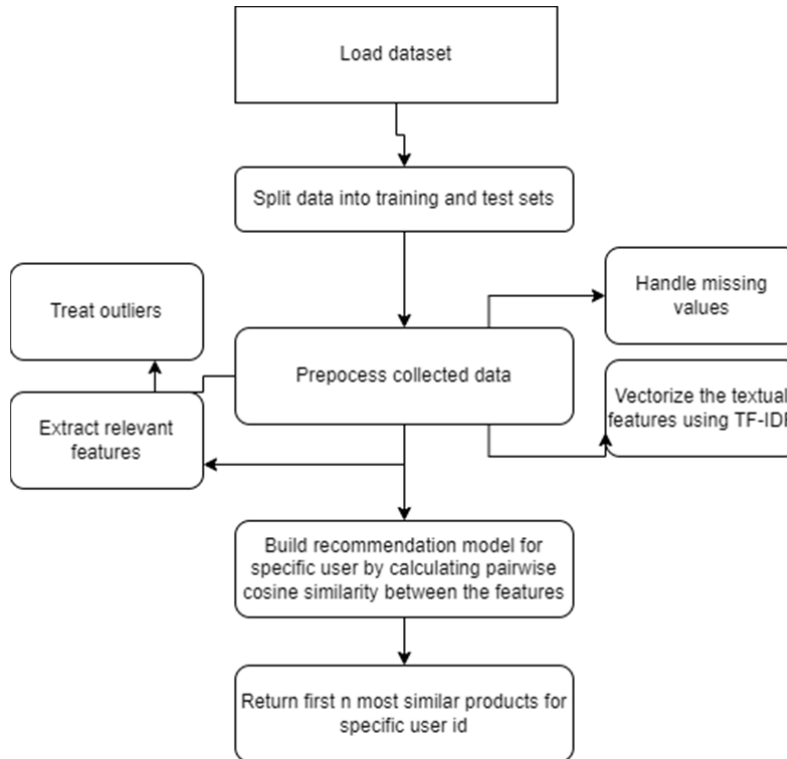 Load dataset
Split data into training and test sets
Handle missing
values
Treat outliers
Prepocess collected data
Vectorize the textual
features using TF-IDF
Extract relevant
features
Build recommendation model for
specific user by calculating pairwise
cosine similarity between the features
Return first n most similar products for
specific user id